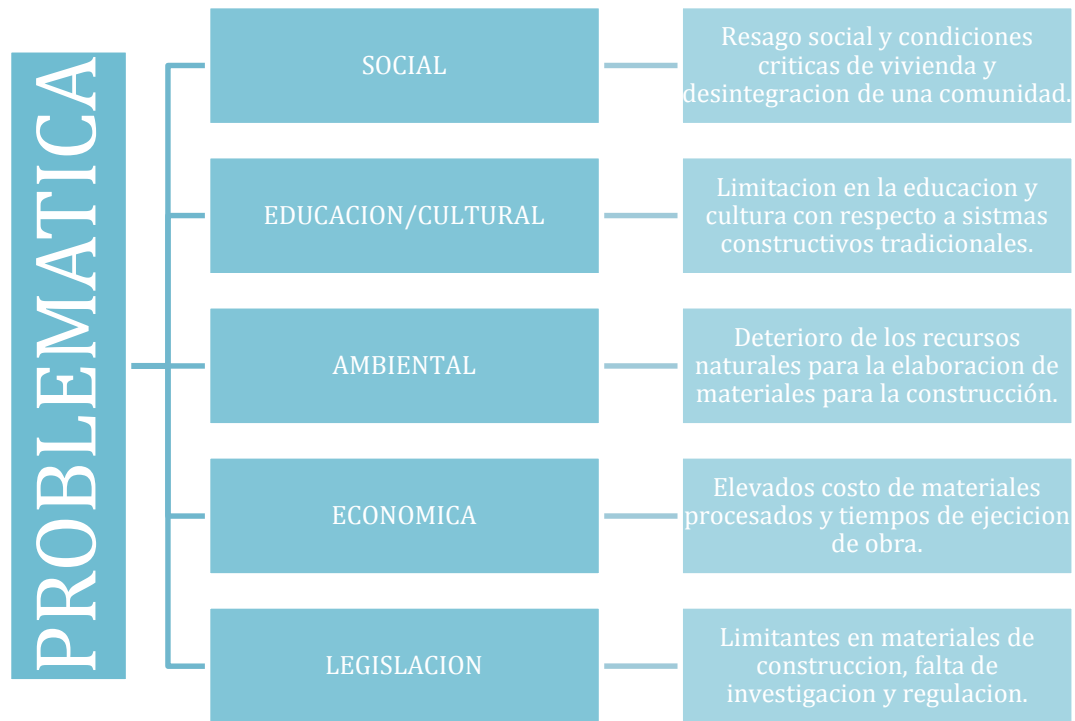 PROBLEMATICA
SOCIAL
Resago social y condiciones
criticas de vivienda y
desintegracion de una comunidad.
EDUCACION/CULTURAL
Limitacion en la educacion y
cultura con respecto a sistmas
constructivos tradicionales.
AMBIENTAL
Deterioro de los recursos
naturales para la elaboracion de
materiales para la construcción.
ECONOMICA
Elevados costo de materiales
procesados y tiempos de ejecicion
de obra.
LEGISLACION
Limitantes en materiales de
construccion, falta de
investigacion y regulacion.